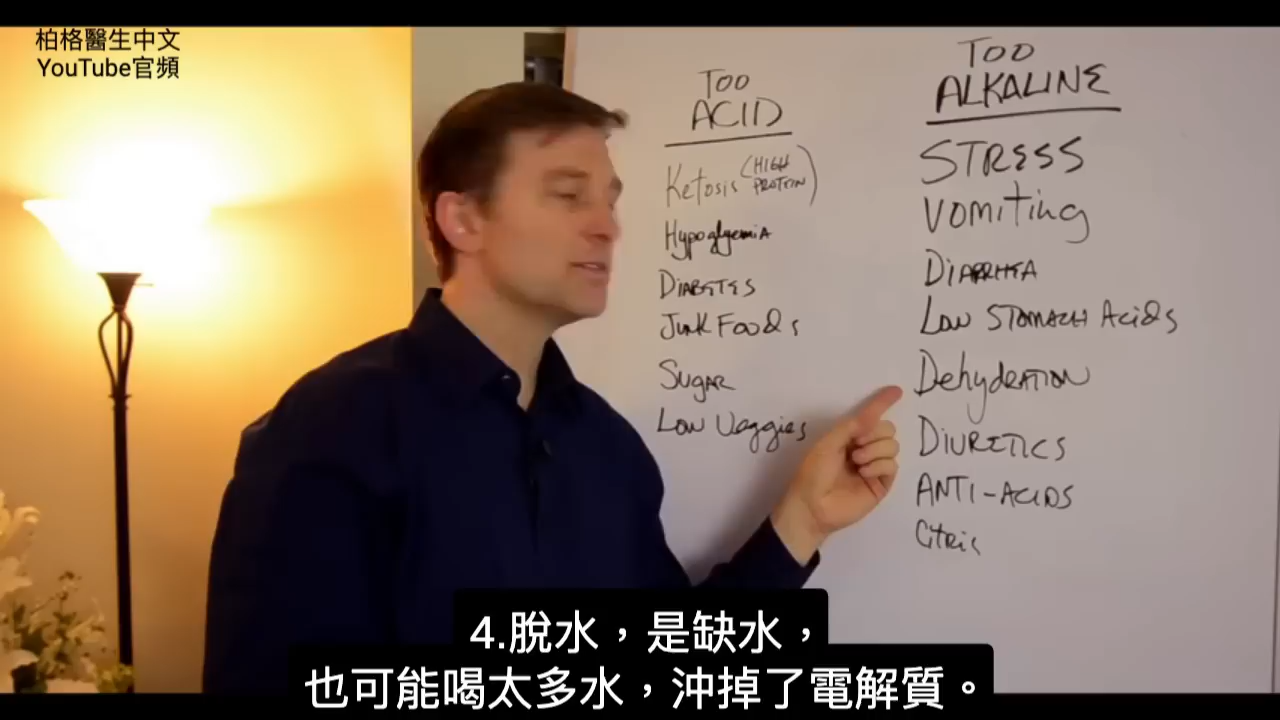 柏格醫生中文
YouTube官頻
TOO
ACID
Ketosis (HIGH
PROTEIN)
Hypoglycemia
DIABETES
JUNK FOODS
SUGAR
LOW Veggies
TOO
ALKALINE
STRESS
VOMITING
DIARRHEA
LOW STOMACH ACIDS
DehydRATION
DIURETICS
ANTI-ACIDS
Citric
4.脫水，是缺水，
也可能喝太多水，沖掉了電解質。